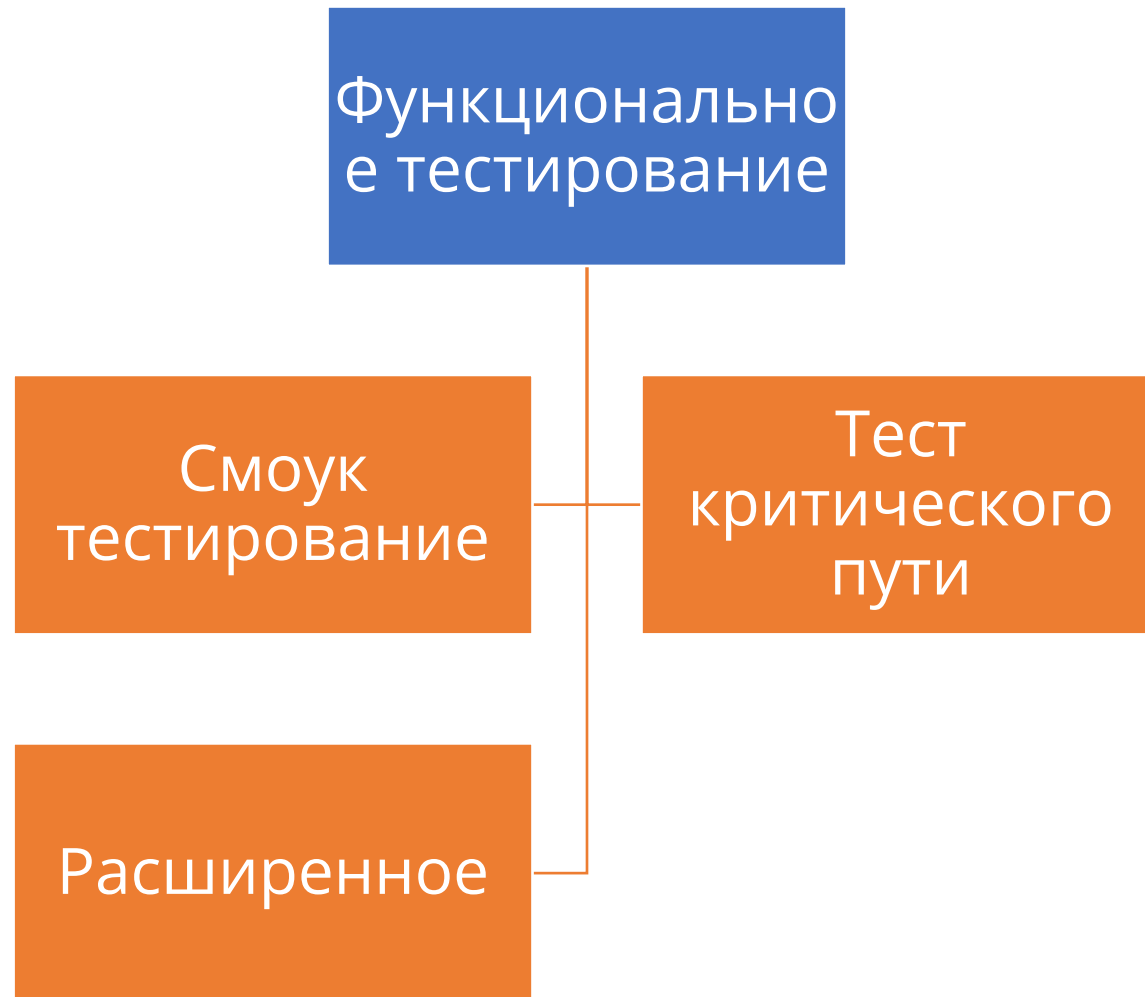 Функционально
е тестирование
Смоук
тестирование
Тест
критического
пути
Расширенное